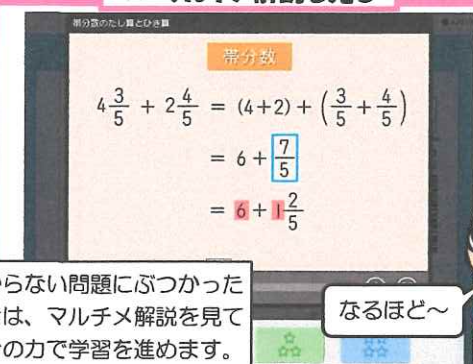 帯分数のたし算とひき算
帯分数
4 3/5 + 2 4/5 = (4+2) + (3/5 + 4/5)
= 6 + 7/5
= 6 + 1 2/5
らない問題にぶつかった
は、マルチメ解説を見て
の力で学習を進めます。
なるほど〜